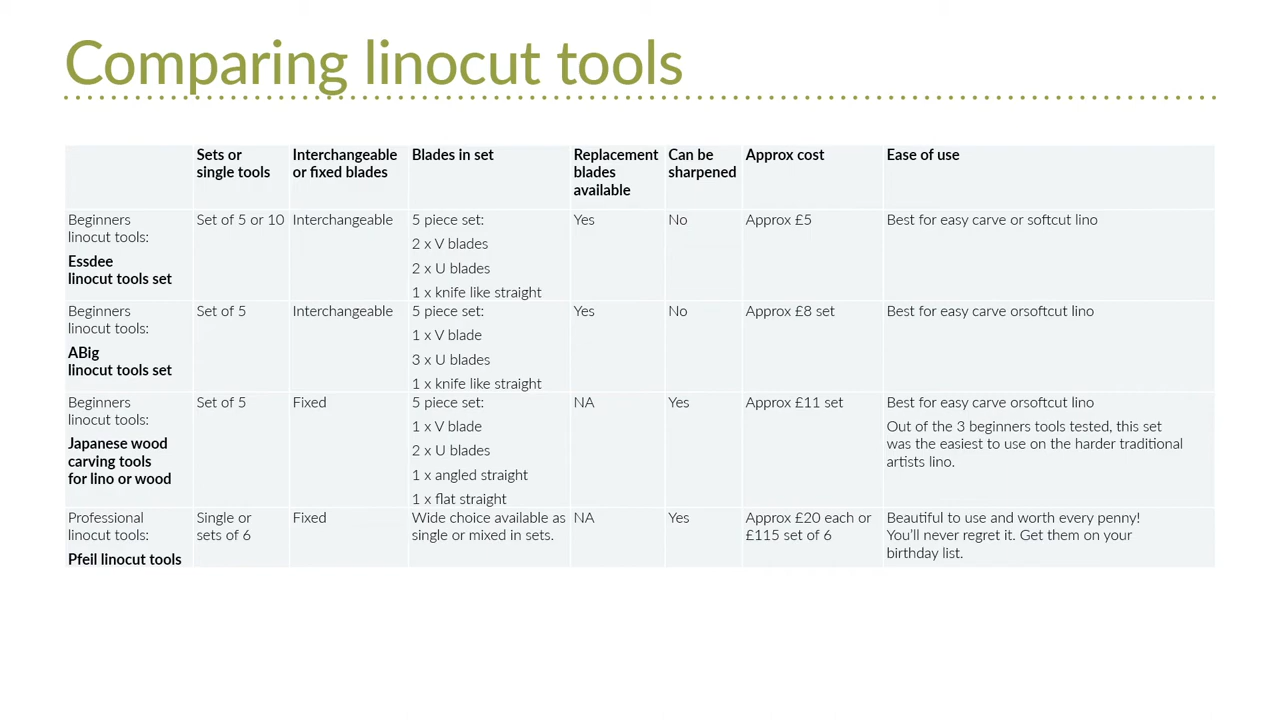 Comparing linocut tools
Sets or
single tools
Interchangeable
or fixed blades
Blades in set
Replacement
blades
available
Can be
sharpened
Approx cost
Ease of use
Beginners
linocut tools:
Essdee
linocut tools set
Set of 5 or 10
Interchangeable
5 piece set:
2 x V blades
2 x U blades
1 x knife like straight
Yes
No
Approx £5
Best for easy carve or softcut lino
Beginners
linocut tools:
ABig
linocut tools set
Set of 5
Interchangeable
5 piece set:
1 x V blade
3 x U blades
1 x knife like straight
Yes
No
Approx £8 set
Best for easy carve orsoftcut lino
Beginners
linocut tools:
Japanese wood
carving tools
for lino or wood
Set of 5
Fixed
5 piece set:
1 x V blade
2 x U blades
1 x angled straight
1 x flat straight
NA
Yes
Approx £11 set
Best for easy carve orsoftcut lino
Out of the 3 beginners tools tested, this set
was the easiest to use on the harder traditional
artists lino.
Professional
linocut tools:
Pfeil linocut tools
Single or
sets of 6
Fixed
Wide choice available as
single or mixed in sets.
NA
Yes
Approx £20 each or
£115 set of 6
Beautiful to use and worth every penny!
You'll never regret it. Get them on your
birthday list.